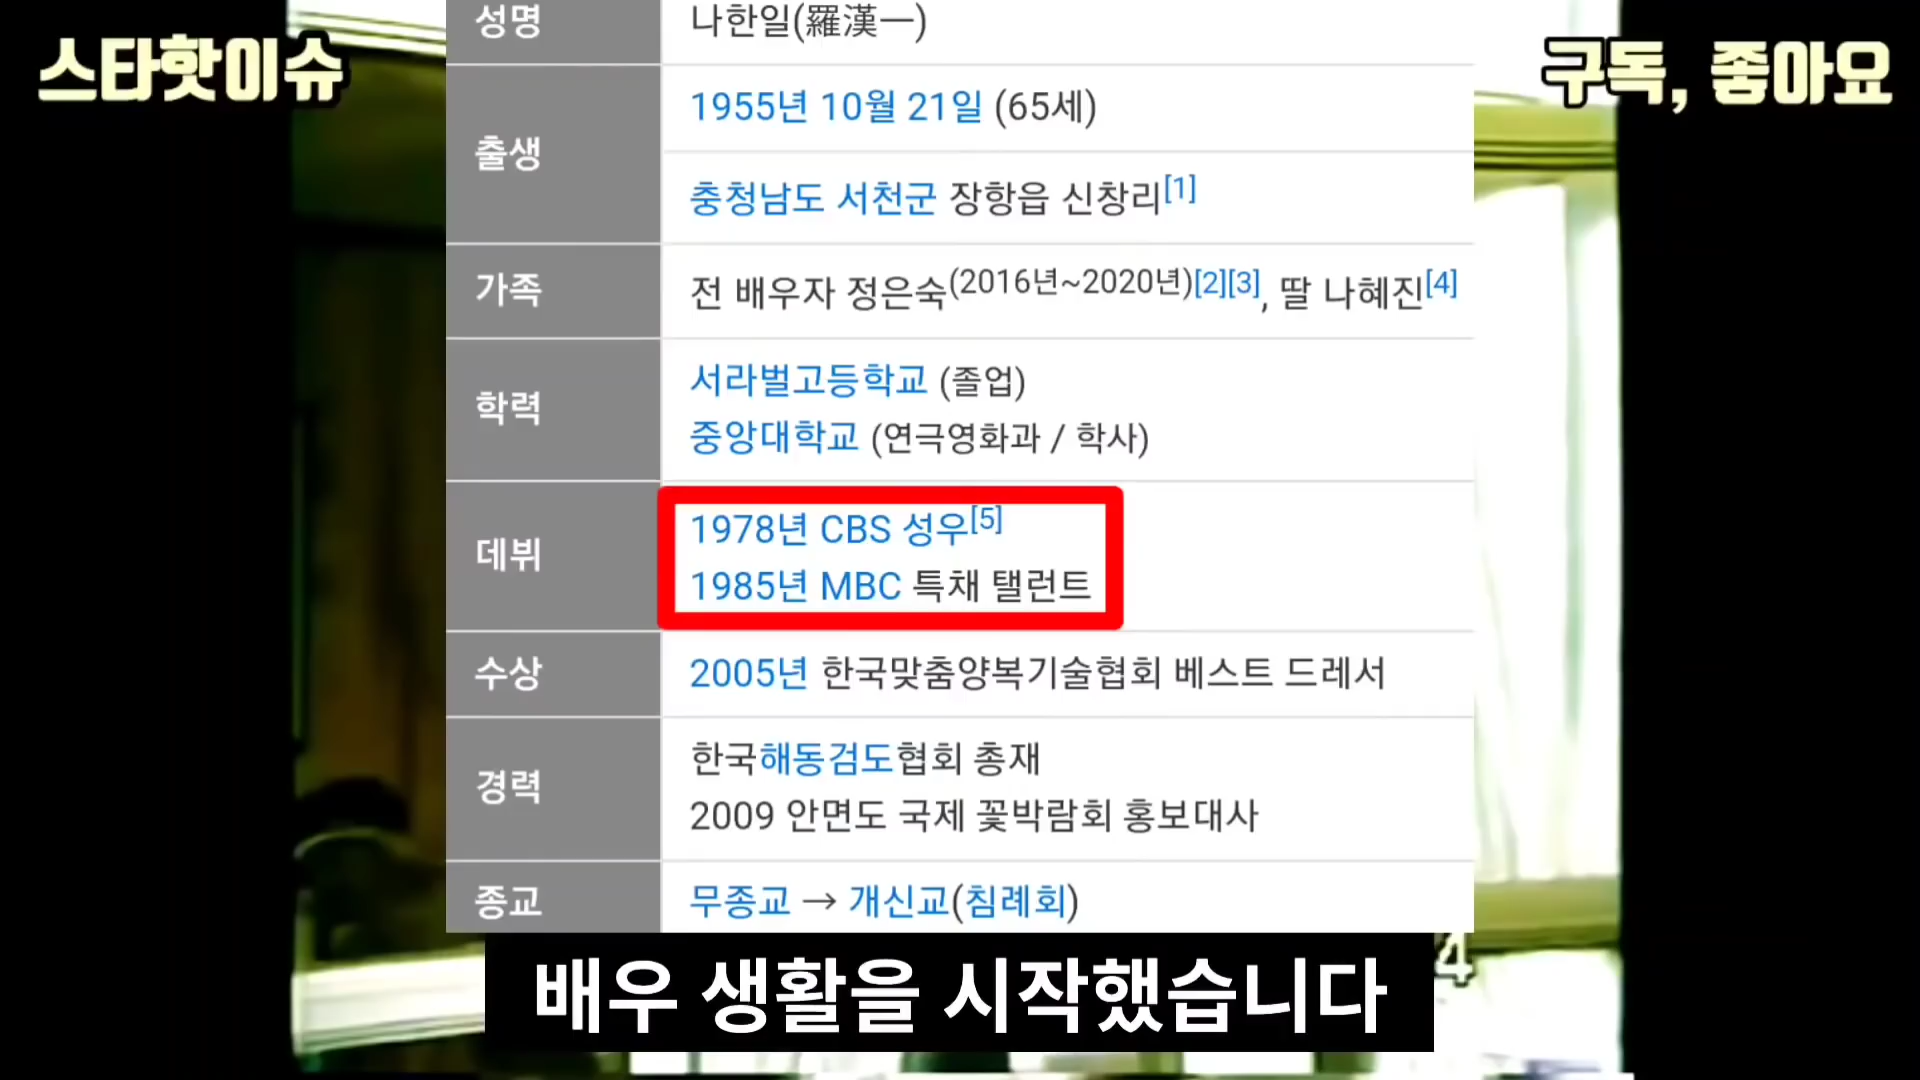 스타핫이슈
구독, 좋아요
성명
나한일(羅漢一)
출생
1955년 10월 21일 (65세)
충청남도 서천군 장항읍 신창리[1]
가족
전 배우자 정은숙(2016년~2020년)[2][3], 딸 나혜진[4]
학력
서라벌고등학교 (졸업)
중앙대학교 (연극영화과 / 학사)
데뷔
1978년 CBS 성우[5]
1985년 MBC 특채 탤런트
수상
2005년 한국맞춤양복기술협회 베스트 드레서
경력
한국해동검도협회 총재
2009 안면도 국제 꽃박람회 홍보대사
종교
무종교 → 개신교(침례회)
4
배우 생활을 시작했습니다